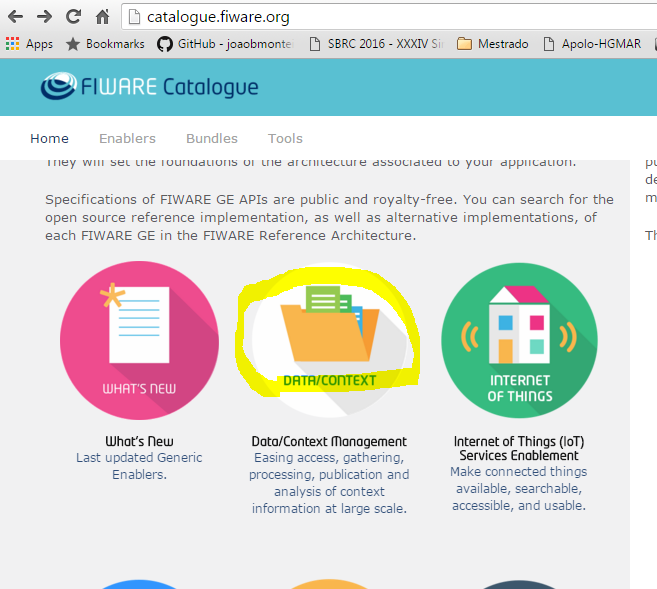 catalogue.fiware.org
Apps Bookmarks GitHub - joaobmonte SBRC 2016 - XXXIV Si Mestrado Apolo-HGMAR
FIWARE Catalogue
Home Enablers Bundles Tools
They will set the foundations of the architecture associated to your application.
Specifications of FIWARE GE APIs are public and royalty-free. You can search for the
open source reference implementation, as well as alternative implementations, of
each FIWARE GE in the FIWARE Reference Architecture.
pu
de
m
Th
WHAT'S NEW
DATA/CONTEXT
INTERNET
OF THINGS
What's New
Last updated Generic
Enablers.
Data/Context Management
Easing access, gathering,
processing, publication and
analysis of context
information at large scale.
Internet of Things (IoT)
Services Enablement
Make connected things
available, searchable,
accessible, and usable.